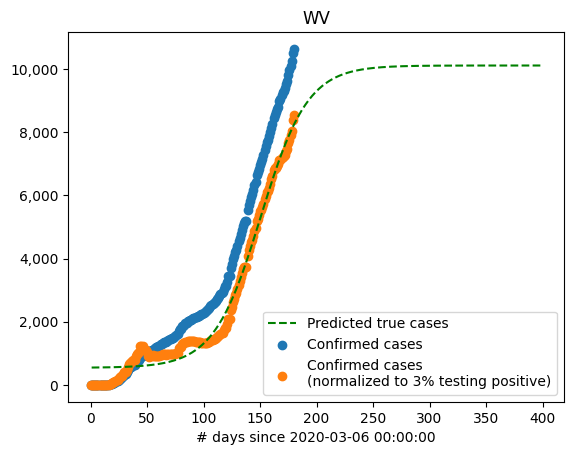 WV
10,000
8,000
6,000
4,000
2,000
0
Predicted true cases
Confirmed cases
Confirmed cases
(normalized to 3% testing positive)
0 50 100 150 200 250 300 350 400
# days since 2020-03-06 00:00:00